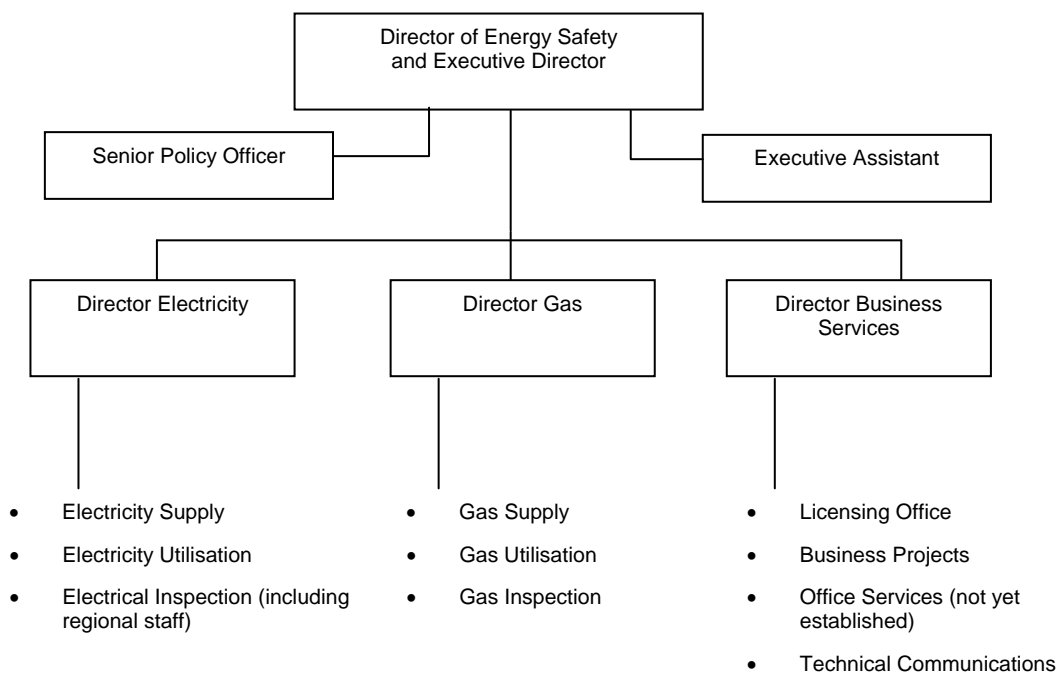 Director of Energy Safety
and Executive Director
Senior Policy Officer
Executive Assistant
Director Electricity
Director Gas
Director Business
Services
• Electricity Supply
• Electricity Utilisation
• Electrical Inspection (including
regional staff)
• Gas Supply
• Gas Utilisation
• Gas Inspection
• Licensing Office
• Business Projects
• Office Services (not yet
established)
• Technical Communications